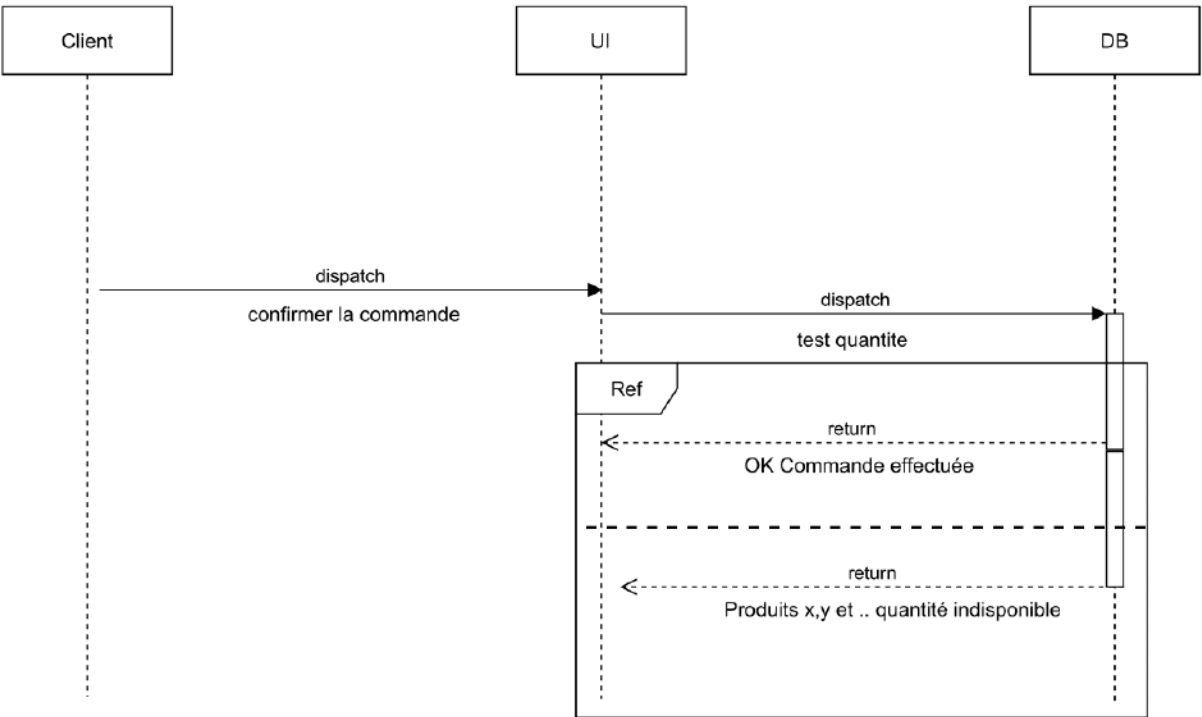 Client
UI
DB
dispatch
confirmer la commande
dispatch
test quantite
Ref
return
OK Commande effectuée
return
Produits x,y et .. quantité indisponible